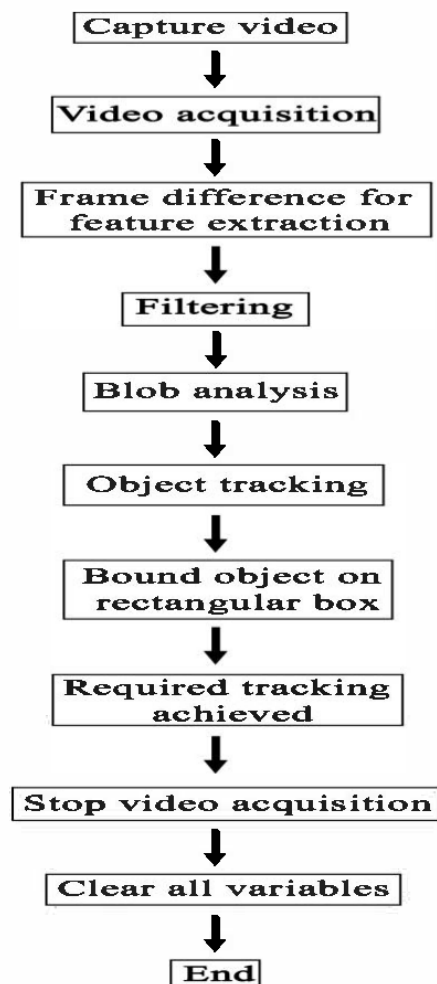 Capture video
Video acquisition
Frame difference for
feature extraction
Filtering
Blob analysis
Object tracking
Bound object on
rectangular box
Required tracking
achieved
Stop video acquisition
Clear all variables
End